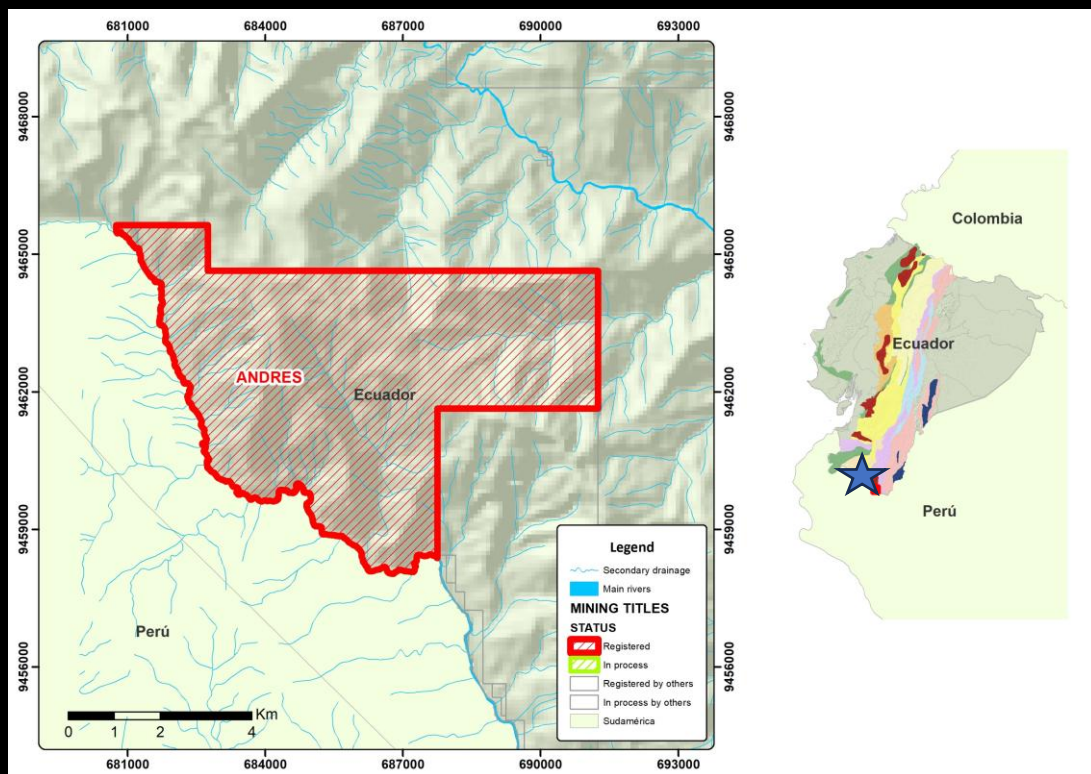 681000 684000 687000 690000 693000
9468000 9468000
9465000 9465000
9462000 9462000
9459000 9459000
9456000 9456000
ANDRES
Ecuador
Perú
Km
0 1 2 4
681000 684000 687000 690000 693000
Legend
Secondary drainage
Main rivers
MINING TITLES
STATUS
Registered
In process
Registered by others
In process by others
Sudamérica
Colombia
Ecuador
Perú